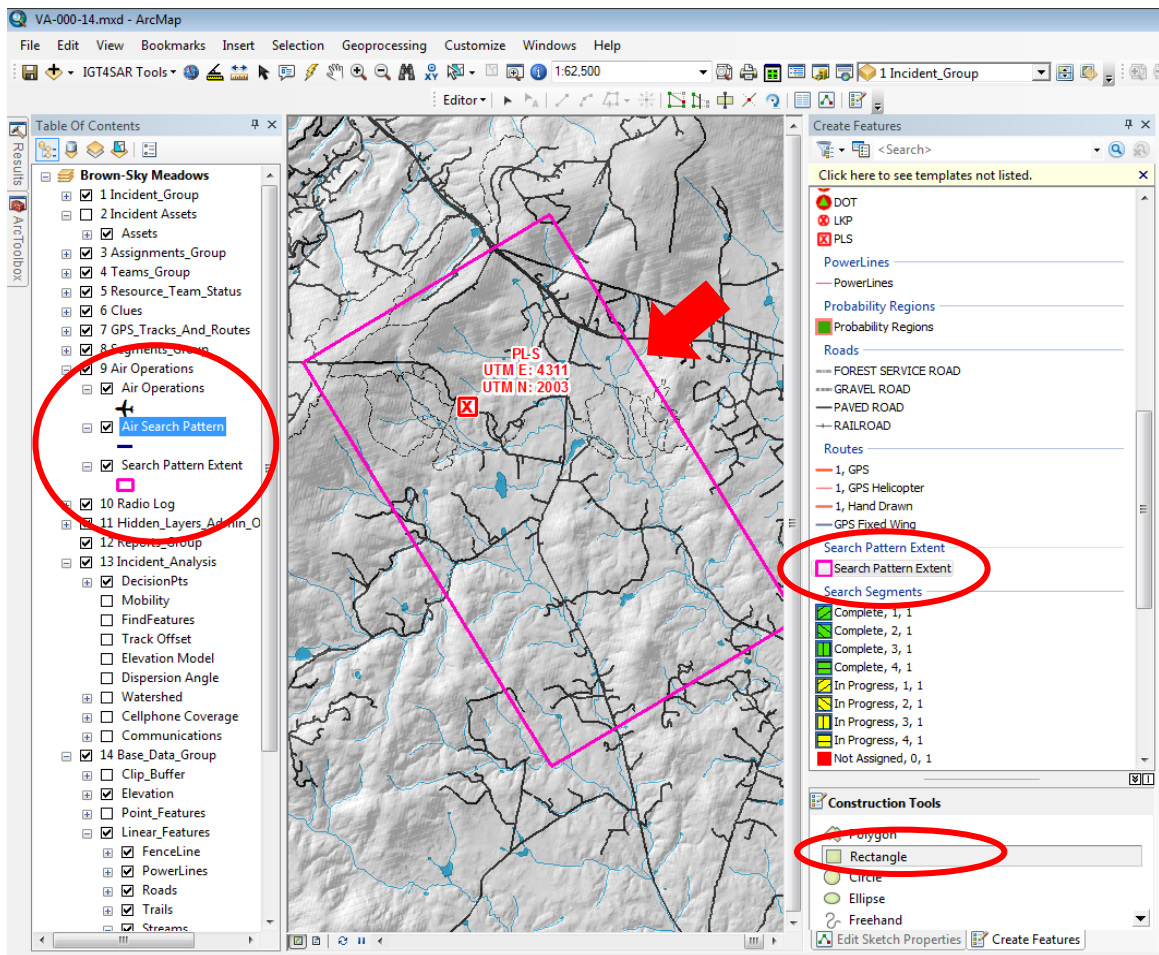 VA-000-14.mxd - ArcMap
File Edit View Bookmarks Insert Selection Geoprocessing Customize Windows Help
IGT4SAR Tools 1:62,500 1 Incident_Group
Editor
Results
ArcToolbox
Table Of Contents
Brown-Sky Meadows
1 Incident_Group
2 Incident Assets
Assets
3 Assignments_Group
4 Teams_Group
5 Resource_Team_Status
6 Clues
7 GPS_Tracks_And_Routes
8 Segments_Group
9 Air Operations
Air Operations
Air Search Pattern
Search Pattern Extent
10 Radio Log
11 Hidden_Layers_Admin_O
12 Reports_Group
13 Incident_Analysis
DecisionPts
Mobility
FindFeatures
Track Offset
Elevation Model
Dispersion Angle
Watershed
Cellphone Coverage
Communications
14 Base_Data_Group
Clip_Buffer
Elevation
Point_Features
Linear_Features
FenceLine
PowerLines
Roads
Trails
Streams
PLS
UTM E: 4311
UTM N: 2003
X
Create Features
<Search>
Click here to see templates not listed.
DOT
LKP
PLS
PowerLines
PowerLines
Probability Regions
Probability Regions
Roads
FOREST SERVICE ROAD
GRAVEL ROAD
PAVED ROAD
RAILROAD
Routes
1, GPS
1, GPS Helicopter
1, Hand Drawn
GPS Fixed Wing
Search Pattern Extent
Search Pattern Extent
Search Segments
Complete, 1, 1
Complete, 2, 1
Complete, 3, 1
Complete, 4, 1
In Progress, 1, 1
In Progress, 2, 1
In Progress, 3, 1
In Progress, 4, 1
Not Assigned, 0, 1
Construction Tools
Polygon
Rectangle
Circle
Ellipse
Freehand
Edit Sketch Properties Create Features